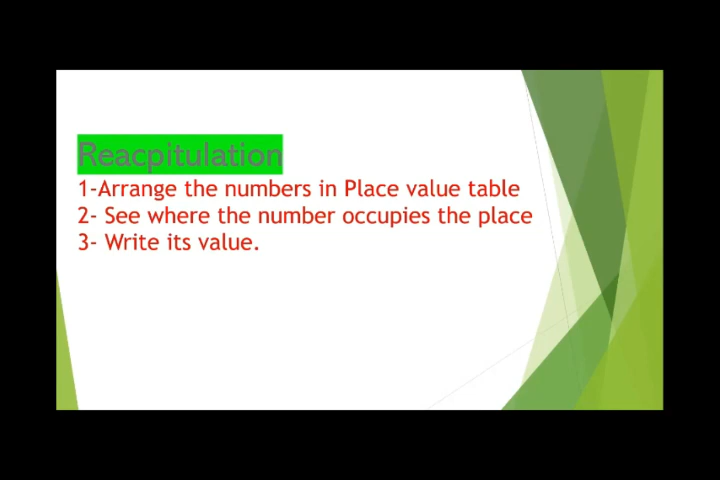 Reacpitulation
1-Arrange the numbers in Place value table
2- See where the number occupies the place
3- Write its value.